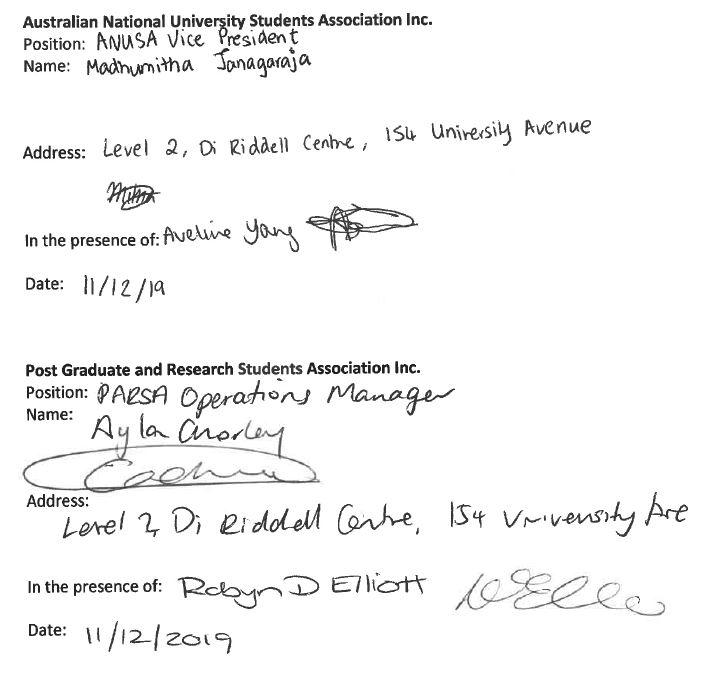 Australian National University Students Association Inc.
Position: ANUSA Vice President
Name: Madhumitha Janagaraja
Address: Level 2, Di Riddell Centre, 154 University Avenue
In the presence of: Aveline Yang
Date: 11/12/19
Post Graduate and Research Students Association Inc.
Position: PARSA Operations Manager
Name:
Ayla Chorley
Address:
Level 2, Di Riddell Centre, 154 University Ave
In the presence of: Robyn D Elliott
Date: 11/12/2019